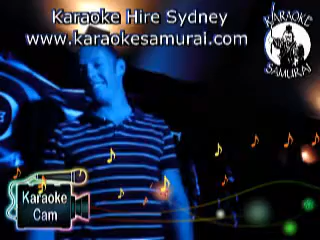 Karaoke Hire Sydney
www.karaokesamurai.com
KARAOKE
SAMURAI
Karaoke
Cam